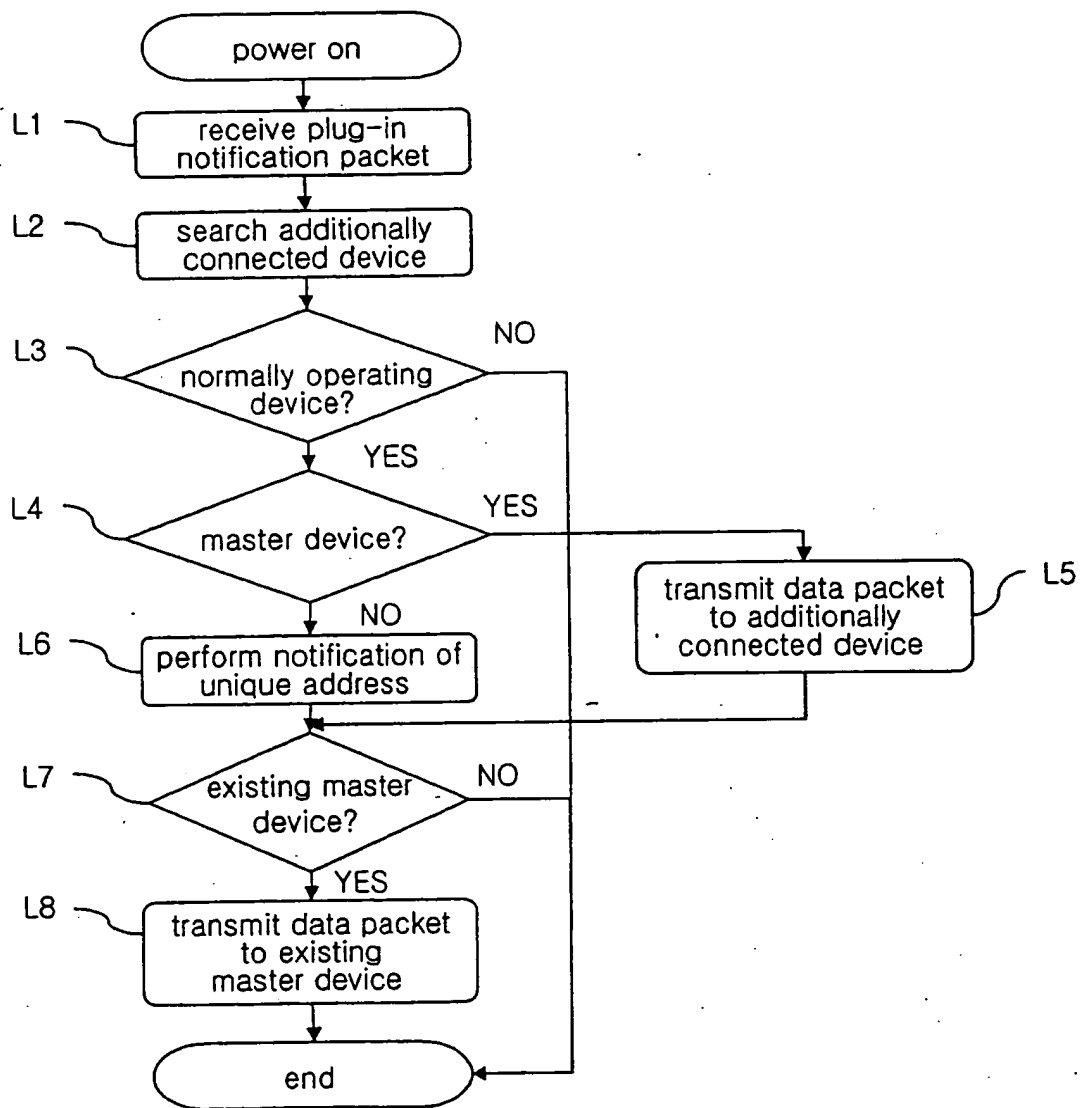 power on
L1
receive plug-in
notification packet
L2
search additionally
connected device
L3
NO
normally operating
device?
YES
L4
YES
master device?
L5
transmit data packet
to additionally
connected device
NO
L6
perform notification of
unique address
L7
NO
existing master
device?
YES
L8
transmit data packet
to existing
master device
end